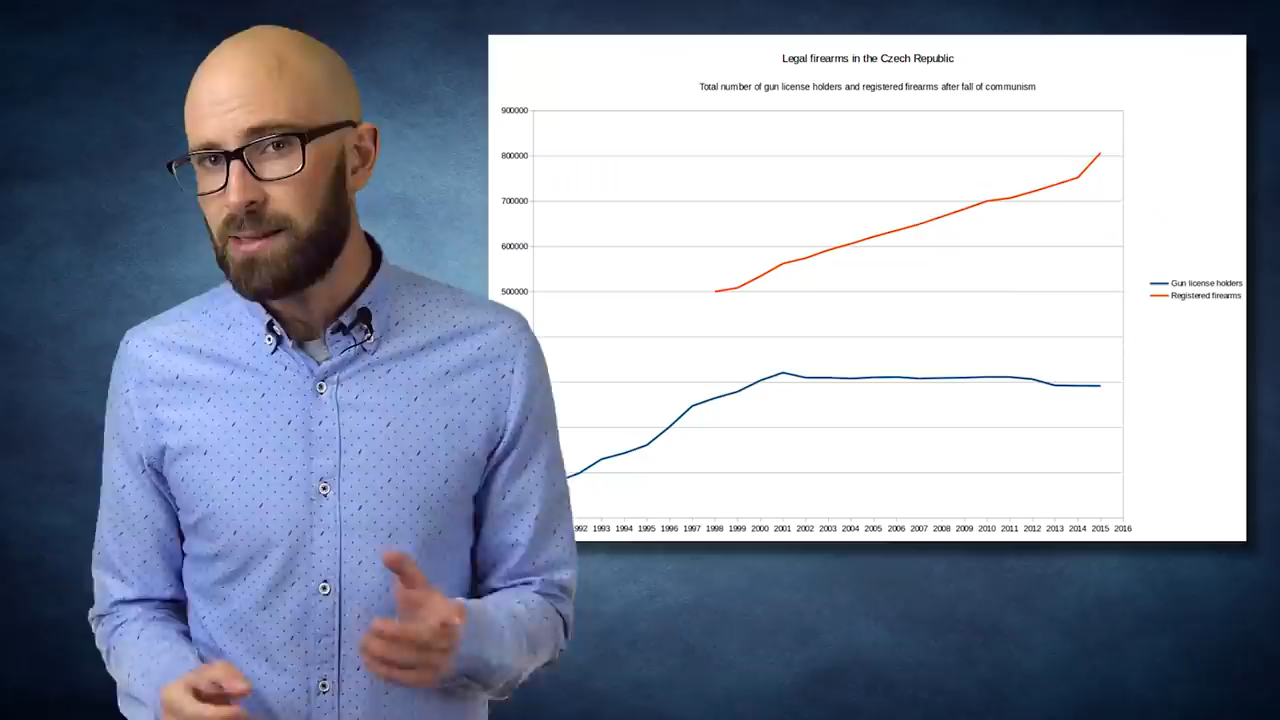 Legal firearms in the Czech Republic
Total number of gun license holders and registered firearms after fall of communism
900000
800000
700000
600000
500000
Gun license holders
Registered firearms
992 1993 1994 1995 1996 1997 1998 1999 2000 2001 2002 2003 2004 2005 2006 2007 2008 2009 2010 2011 2012 2013 2014 2015 2016